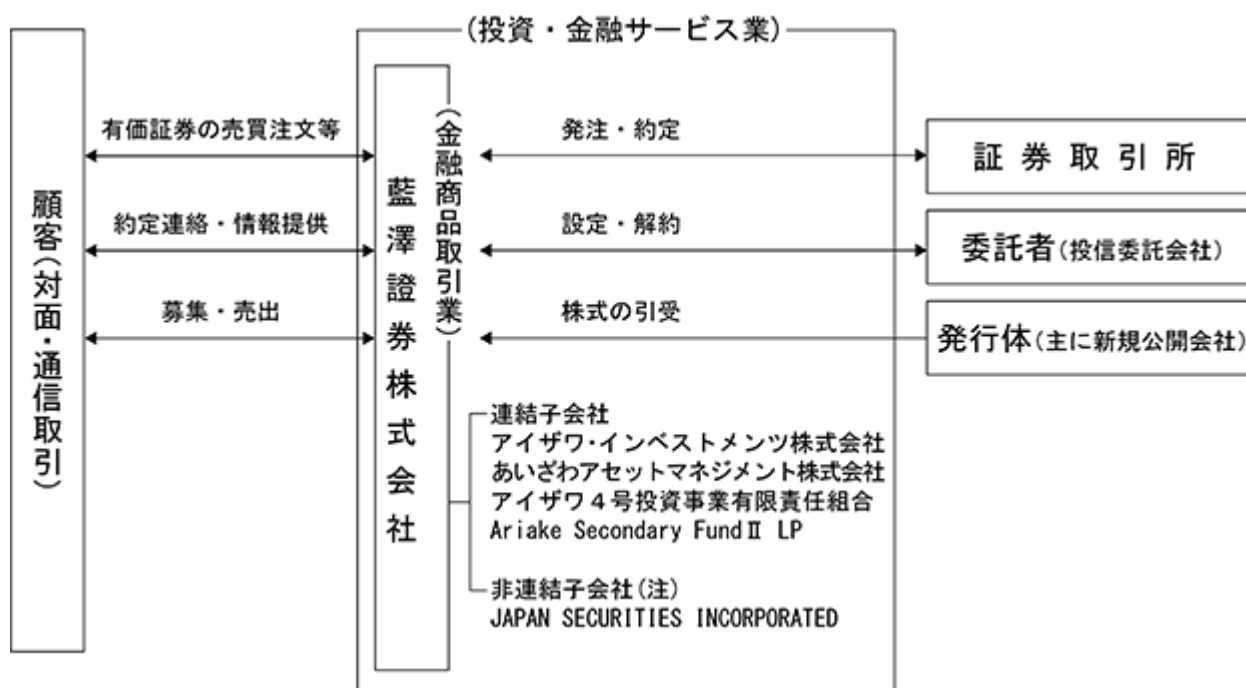 (投資・金融サービス業)
顧客(対面・通信取引)
有価証券の売買注文等
約定連絡・情報提供
募集・売出
藍澤證券株式会社
(金融商品取引業)
発注・約定
設定・解約
株式の引受
証券取引所
委託者(投信委託会社)
発行体(主に新規公開会社)
連結子会社
アイザワ・インベストメンツ株式会社
あいざわアセットマネジメント株式会社
アイザワ4号投資事業有限責任組合
Ariake Secondary FundⅡ LP
非連結子会社(注)
JAPAN SECURITIES INCORPORATED